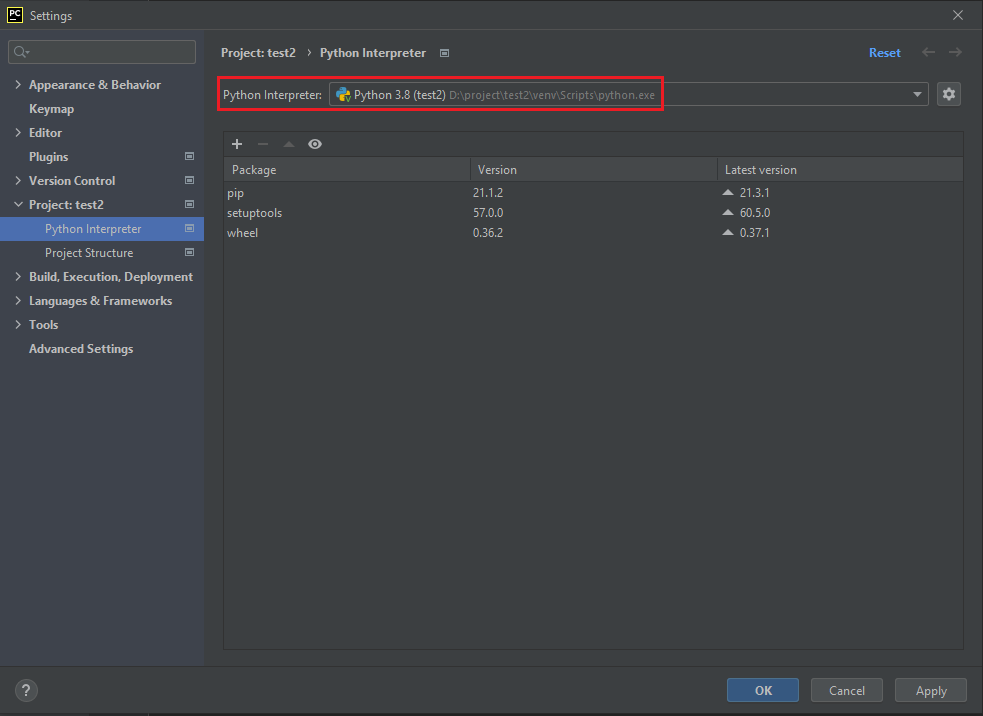 PC Settings
Project: test2 › Python Interpreter Reset
Appearance & Behavior
Keymap
Editor
Plugins
Version Control
Project: test2
Python Interpreter
Project Structure
Build, Execution, Deployment
Languages & Frameworks
Tools
Advanced Settings
Python Interpreter: Python 3.8 (test2) D:\project\test2\venv\Scripts\python.exe
Package Version Latest version
pip 21.1.2 21.3.1
setuptools 57.0.0 60.5.0
wheel 0.36.2 0.37.1
? OK Cancel Apply